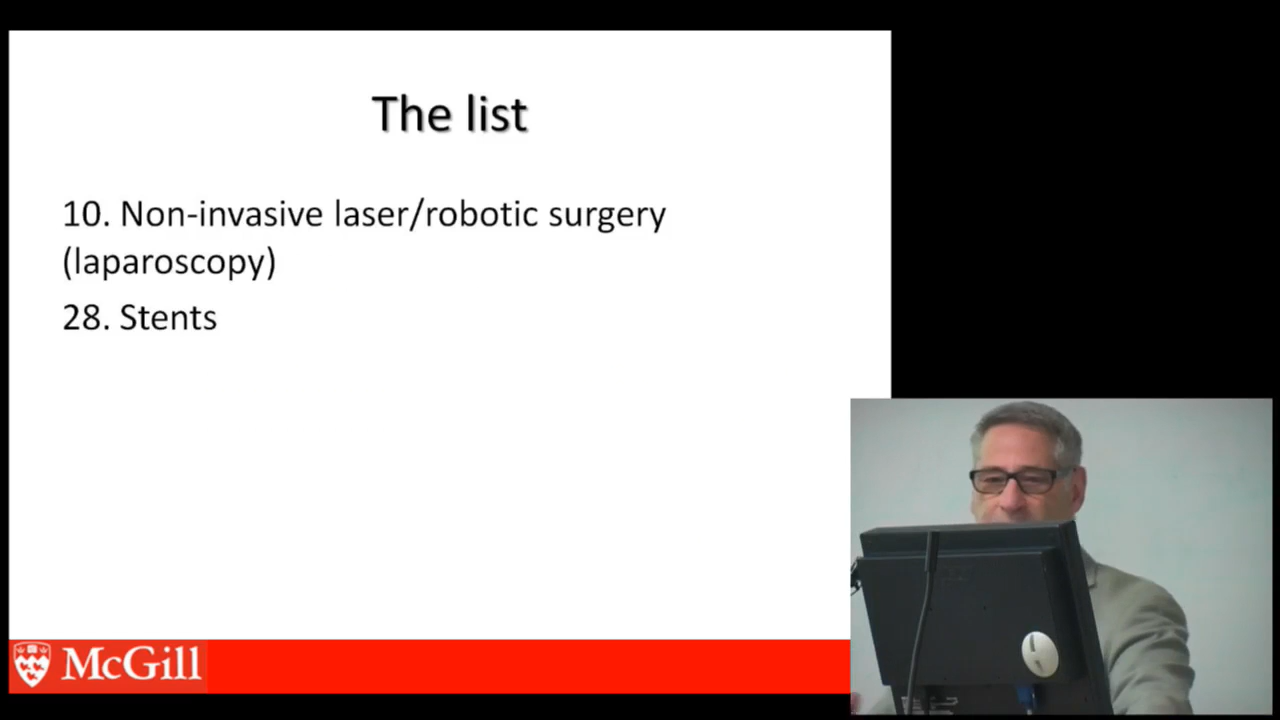 The list
10. Non-invasive laser/robotic surgery
(laparoscopy)
28. Stents
McGill